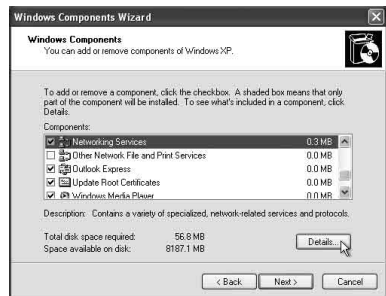 Windows Components Wizard
Windows Components
You can add or remove components of Windows XP.
To add or remove a component, click the checkbox. A shaded box means that only
part of the component will be installed. To see what's included in a component, click
Details.
Components:
Networking Services 0.3 MB
Other Network File and Print Services 0.0 MB
Outlook Express 0.0 MB
Update Root Certificates 0.0 MB
Windows Media Player 0.0 MB
Description: Contains a variety of specialized, network-related services and protocols.
Total disk space required: 56.8 MB
Space available on disk: 8187.1 MB
Details...
< Back Next > Cancel